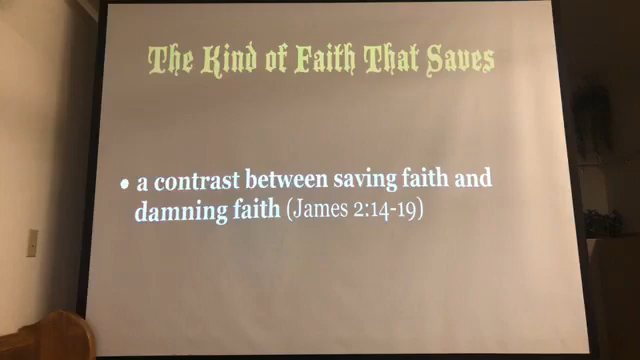 The Kind of Faith That Saves
• a contrast between saving faith and
damning faith (James 2:14-19)